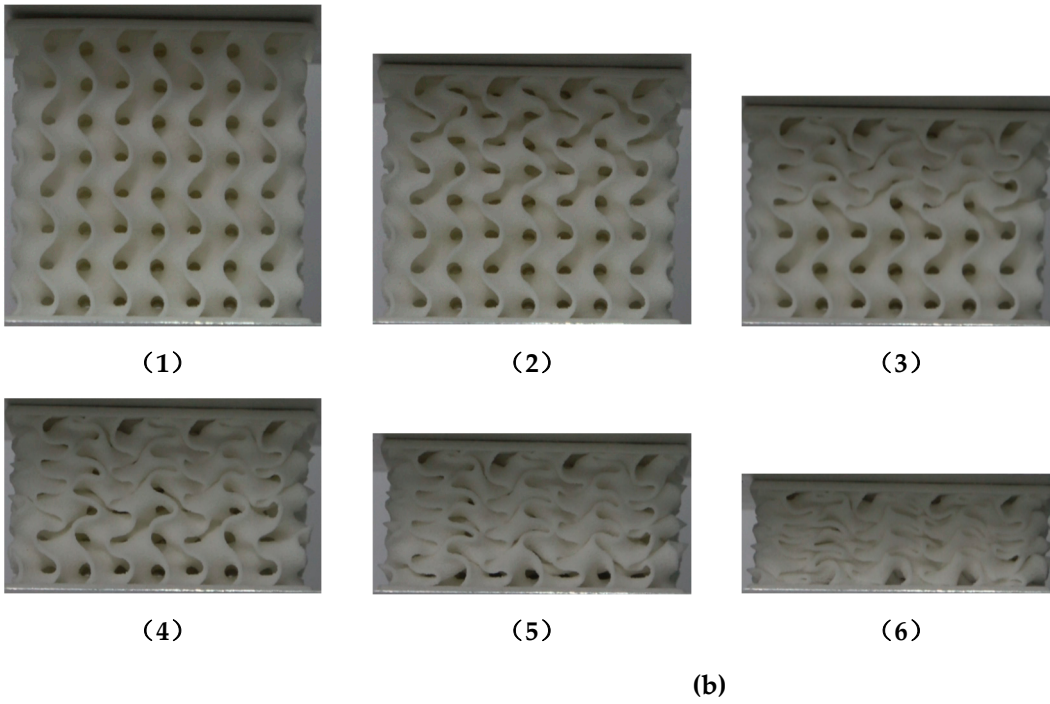 （1） （2） （3）
（4） （5） （6）
(b)